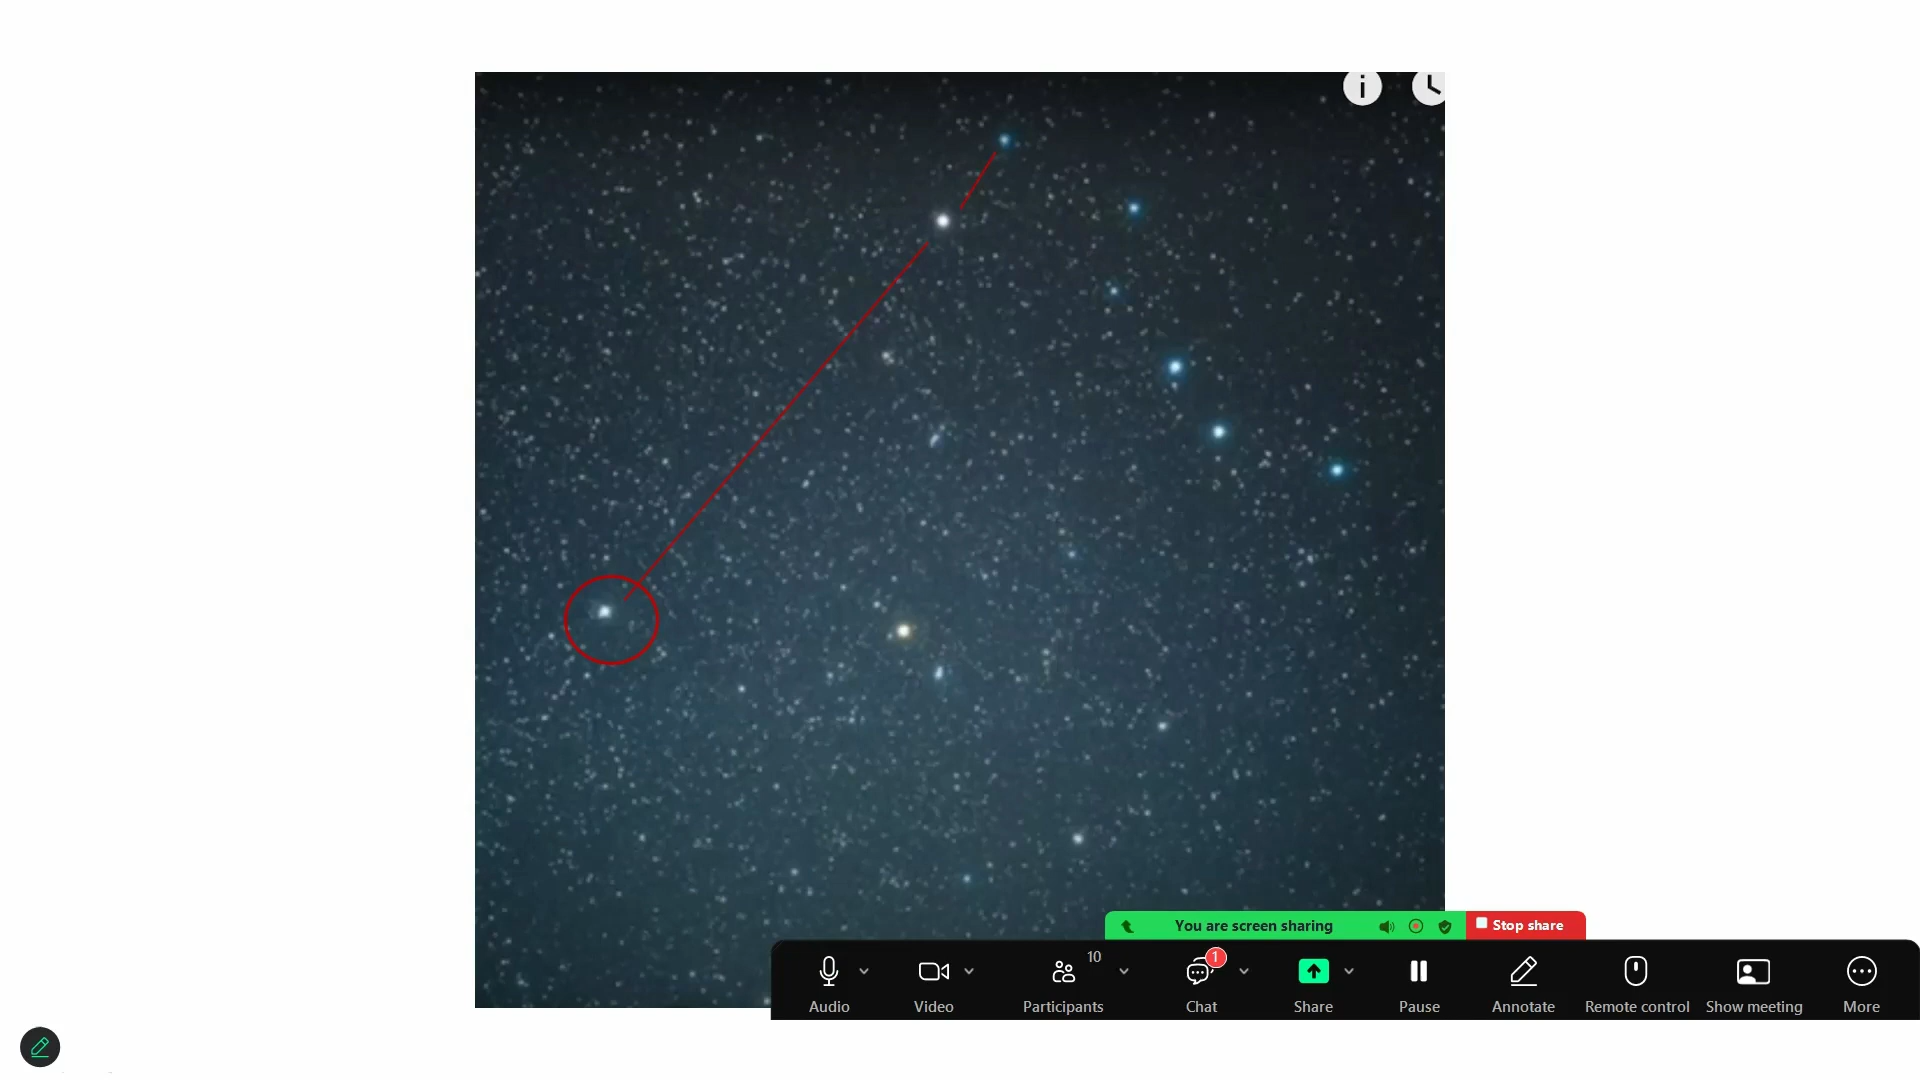 i
You are screen sharing
Stop share
10
1
Audio
Video
Participants
Chat
Share
Pause
Annotate
Remote control
Show meeting
More